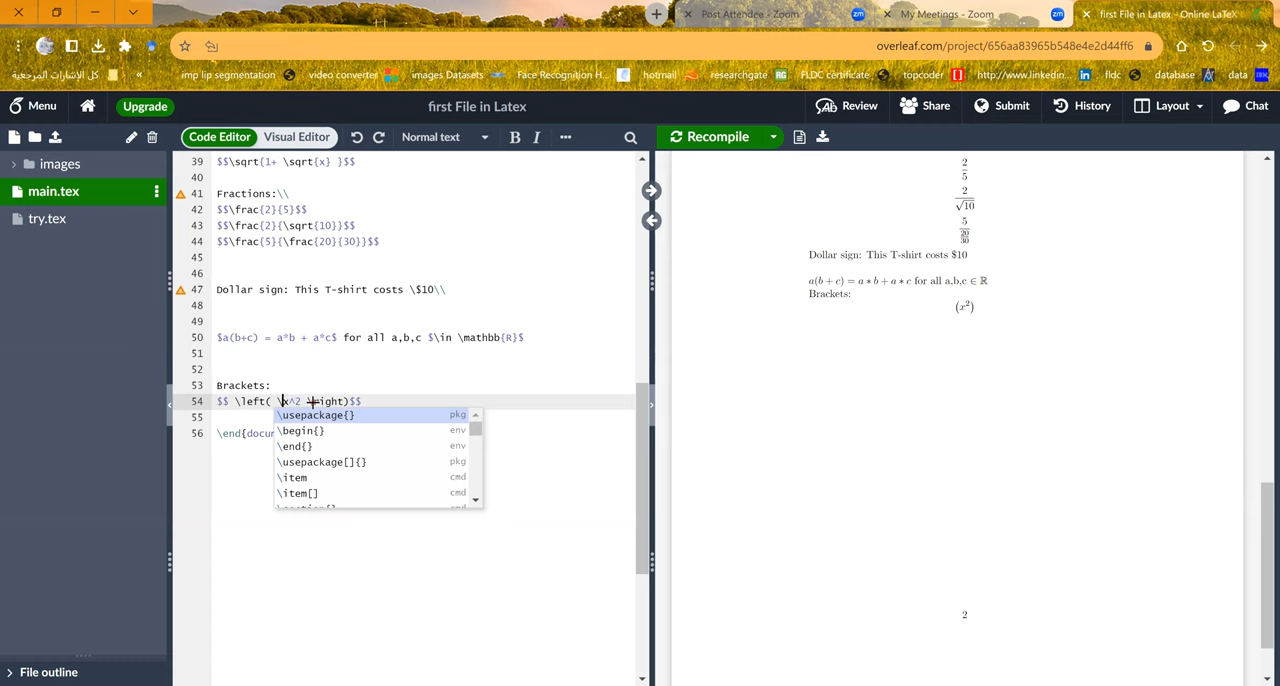 Post Attendee - Zoom
My Meetings - Zoom
first File in Latex - Online LaTeX
overleaf.com/project/656aa83965b548e4e2d44ff6
كل الإشارات المرجعية
«
imp lip segmentation
video converter
images Datasets
Face Recognition H...
hotmail
researchgate
FLDC certificate
topcoder
http://www.linkedin...
fldc
database
data
Menu
Upgrade
first File in Latex
Review
Share
Submit
History
Layout
Chat
Code Editor
Visual Editor
Normal text
B
I
Recompile
images
main.tex
try.tex
File outline
39 $$\sqrt{1+ \sqrt{x} }$$
40
41 Fractions:\\
42 $$\frac{2}{5}$$
43 $$\frac{2}{\sqrt{10}}$$
44 $$\frac{5}{\frac{20}{30}}$$
45
46
47 Dollar sign: This T-shirt costs \$10\\
48
49
50 $a(b+c) = a*b + a*c$ for all a,b,c $\in \mathbb{R}$
51
52
53 Brackets:
54 $$ \left( \x^2 \right)$$
55
56 \end{docum
\usepackage{} pkg
\begin{} env
\end{} env
\usepackage[]{} pkg
\item cmd
\item[] cmd
2
5
2
√10
5
20
30
Dollar sign: This T-shirt costs $10
a(b + c) = a ∗ b + a ∗ c for all a,b,c ∈ ℝ
Brackets:
(x²)
2